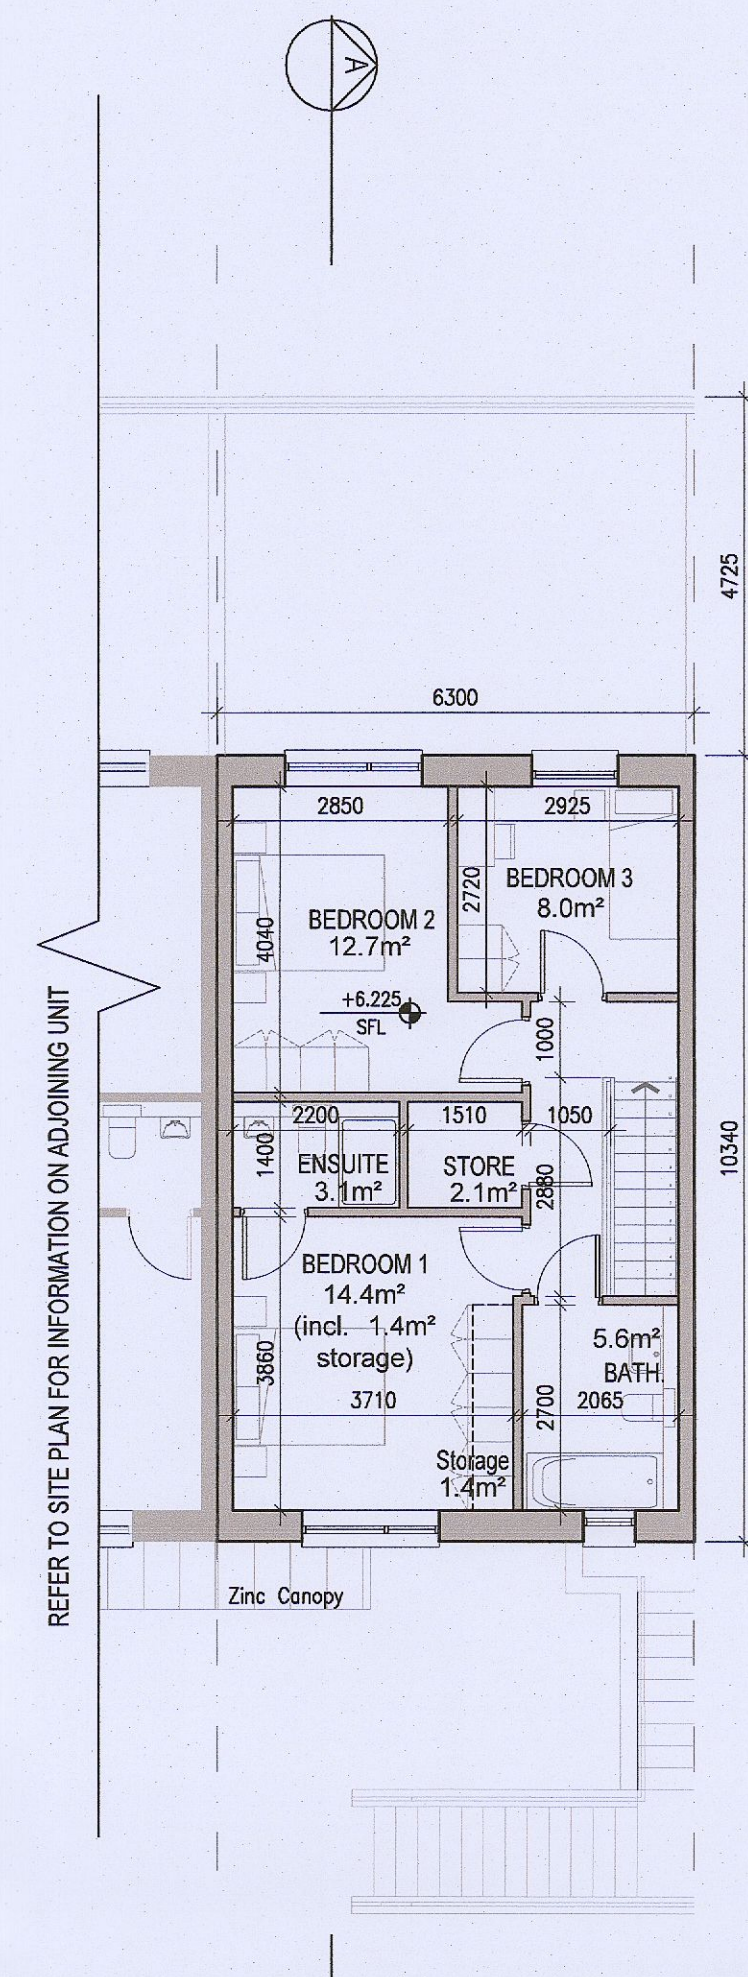 A
4725
6300
2850
2925
2720
BEDROOM 3
8.0m²
4040
BEDROOM 2
12.7m²
+6.225
SFL
1000
2200
1510
1050
1400
ENSUITE
3.1m²
STORE
2.1m²
2880
10340
BEDROOM 1
14.4m²
(incl. 1.4m²
storage)
3860
3710
5.6m²
BATH.
2065
2700
Storage
1.4m²
Zinc Canopy
REFER TO SITE PLAN FOR INFORMATION ON ADJOINING UNIT